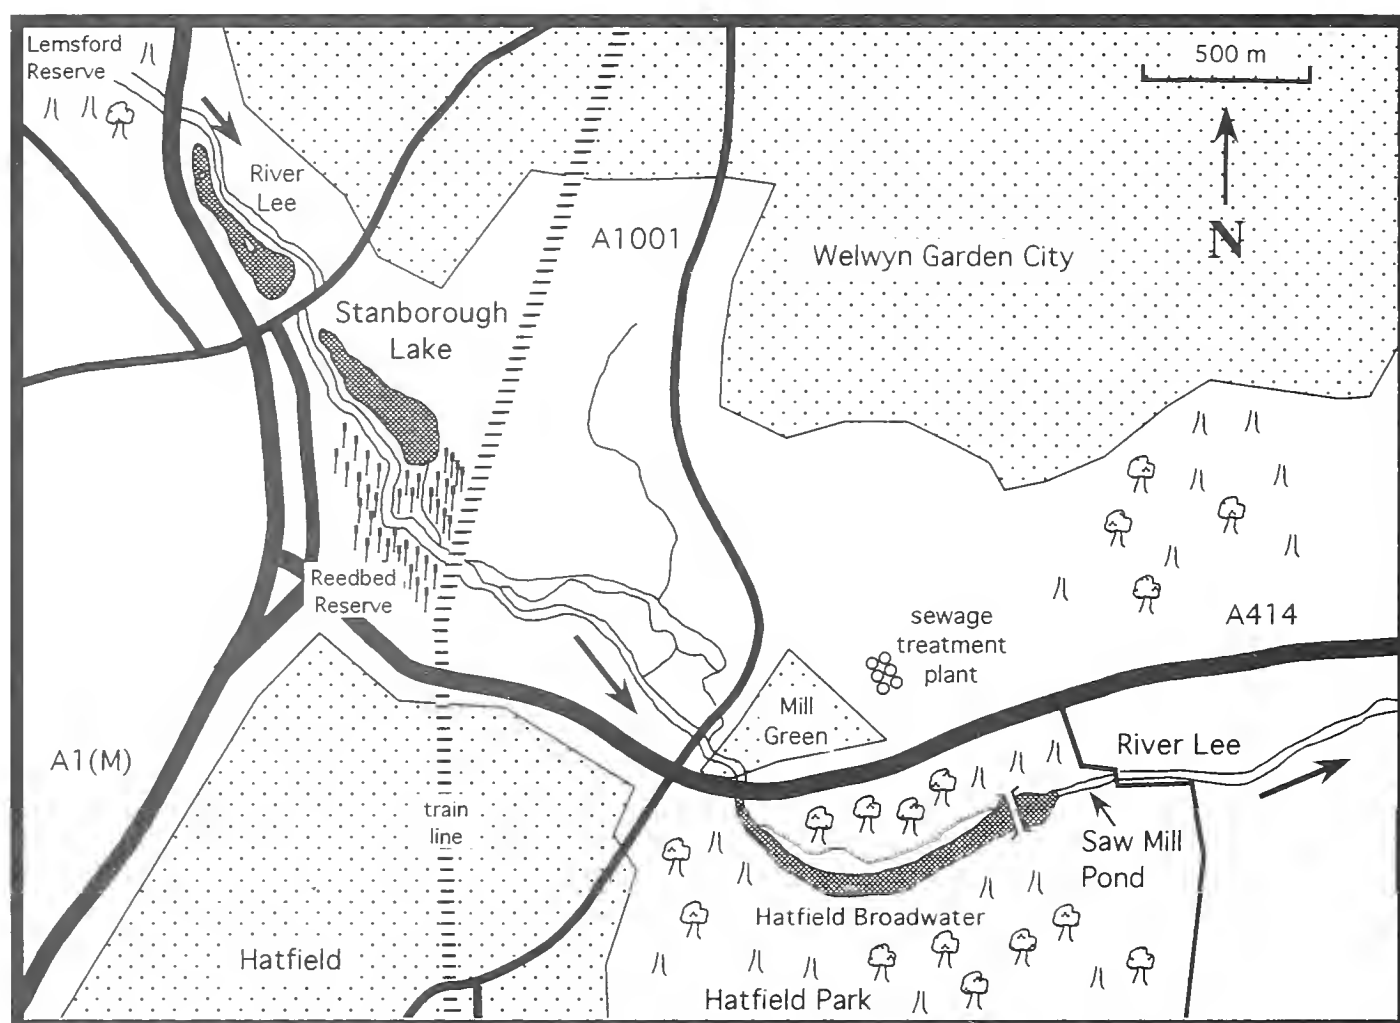 Lemsford
Reserve
500 m
N
River
Lee
A1001
Welwyn Garden City
Stanborough
Lake
Reedbed
Reserve
sewage
treatment
plant
A414
Mill
Green
River Lee
A1(M)
train
line
Saw Mill
Pond
Hatfield Broadwater
Hatfield
Hatfield Park